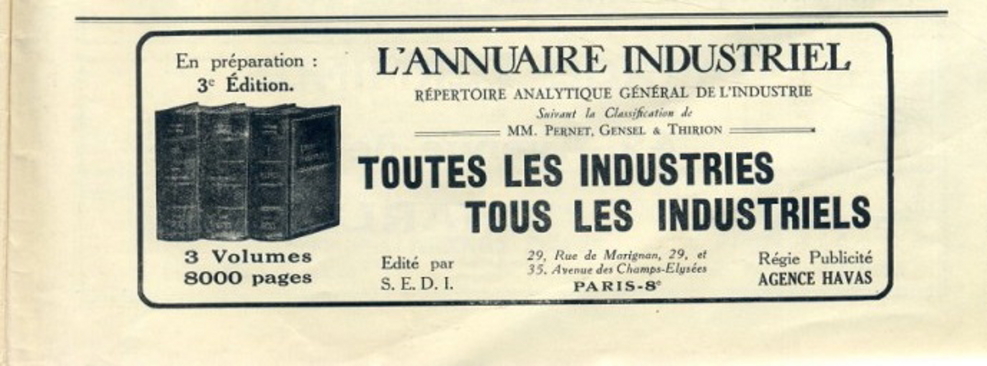 En préparation :
3e Édition.
3 Volumes
8000 pages
L'ANNUAIRE INDUSTRIEL
RÉPERTOIRE ANALYTIQUE GÉNÉRAL DE L'INDUSTRIE
Suivant la Classification de
MM. PERNET, GENSEL & THIRION
TOUTES LES INDUSTRIES
TOUS LES INDUSTRIELS
Edité par
S. E. D. I.
29, Rue de Marignan, 29, et
35, Avenue des Champs-Elysées
PARIS-8e
Régie Publicité
AGENCE HAVAS